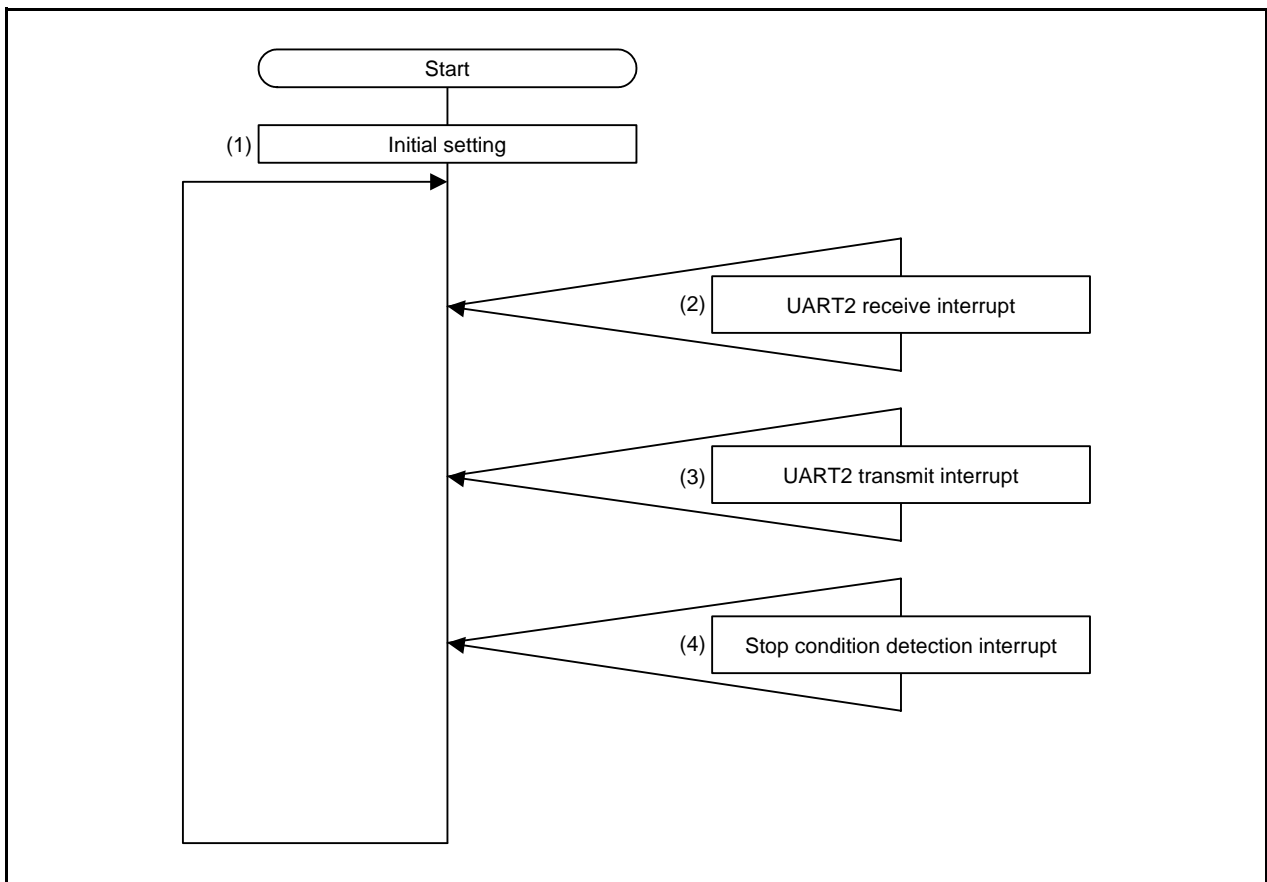 Start
(1) Initial setting
(2) UART2 receive interrupt
(3) UART2 transmit interrupt
(4) Stop condition detection interrupt